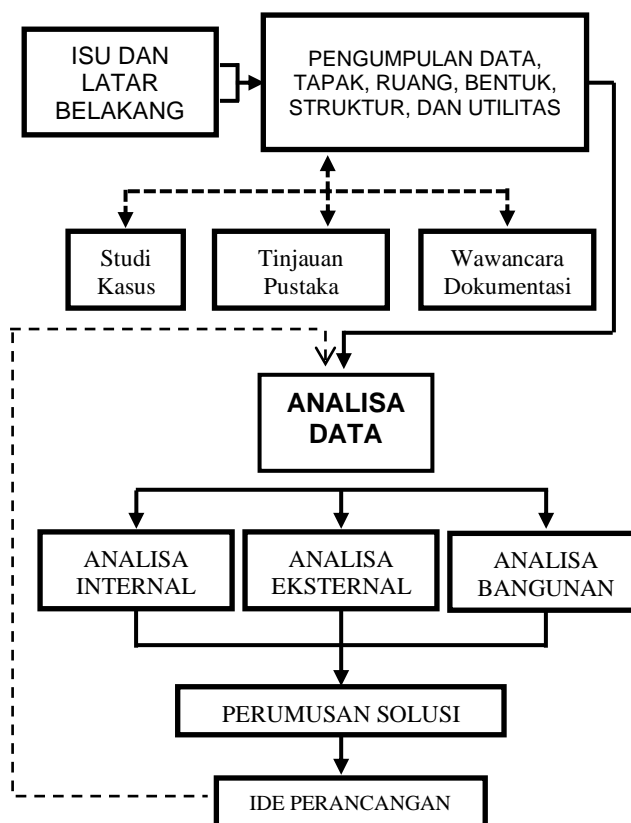 ISU DAN
LATAR
BELAKANG
PENGUMPULAN DATA,
TAPAK, RUANG, BENTUK,
STRUKTUR, DAN UTILITAS
Studi
Kasus
Tinjauan
Pustaka
Wawancara
Dokumentasi
ANALISA
DATA
ANALISA
INTERNAL
ANALISA
EKSTERNAL
ANALISA
BANGUNAN
PERUMUSAN SOLUSI
IDE PERANCANGAN